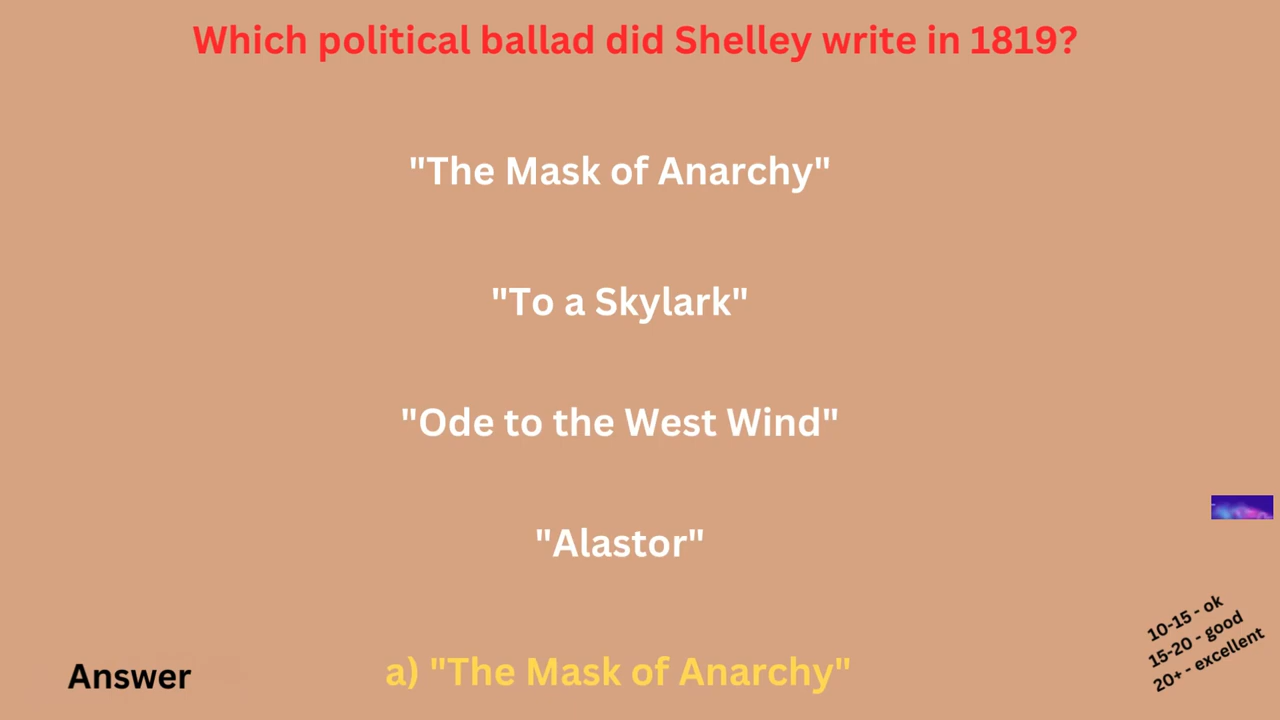 Which political ballad did Shelley write in 1819?
"The Mask of Anarchy"
"To a Skylark"
"Ode to the West Wind"
"Alastor"
10-15 - ok
15-20 - good
20+ - excellent
Answer
a) "The Mask of Anarchy"